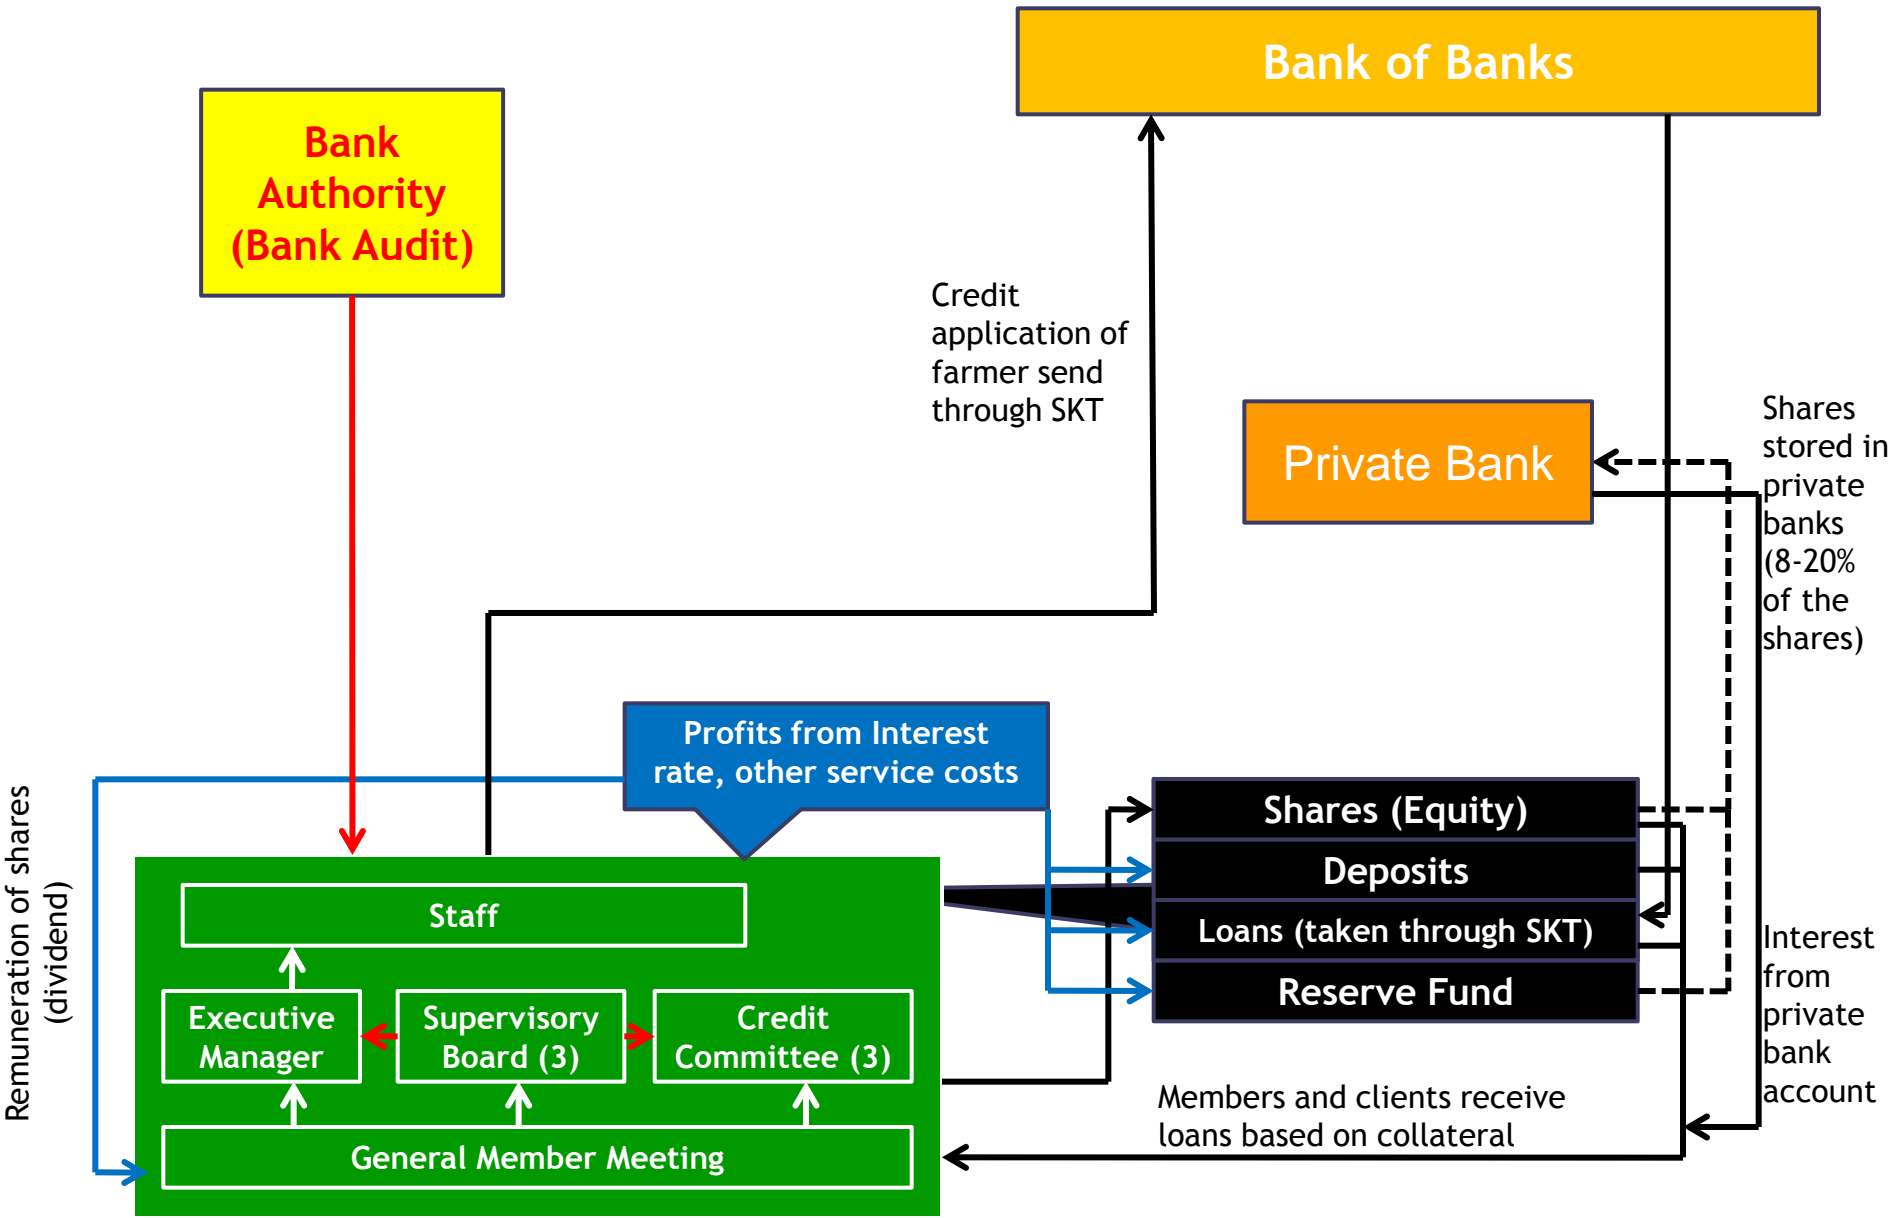 Bank of Banks
Bank
Authority
(Bank Audit)
Credit
application of
farmer send
through SKT
Private Bank
Shares
stored in
private
banks
(8-20%
of the
shares)
Profits from Interest
rate, other service costs
Remuneration of shares
(dividend)
Shares (Equity)
Deposits
Loans (taken through SKT)
Reserve Fund
Staff
Executive
Manager
Supervisory
Board (3)
Credit
Committee (3)
General Member Meeting
Members and clients receive
loans based on collateral
Interest
from
private
bank
account